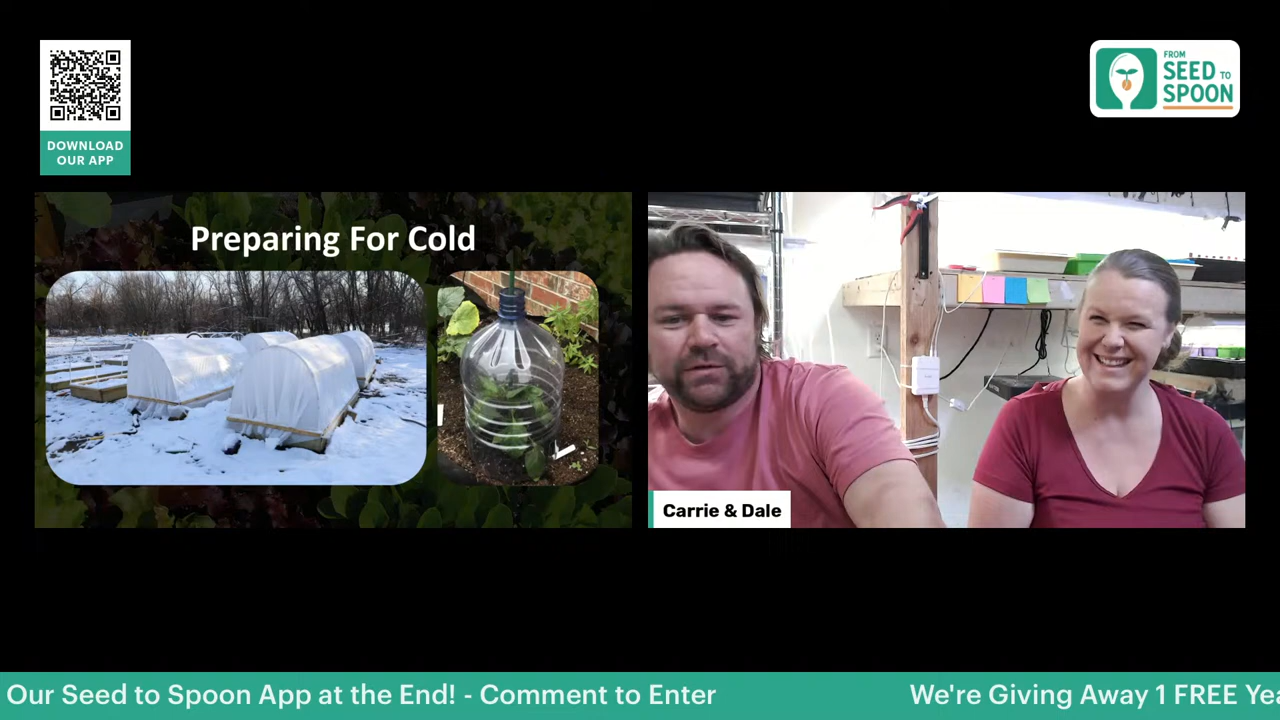 DOWNLOAD
OUR APP
FROM
SEED TO
SPOON
Preparing For Cold
Carrie & Dale
Our Seed to Spoon App at the End! - Comment to Enter
We're Giving Away 1 FREE Yea